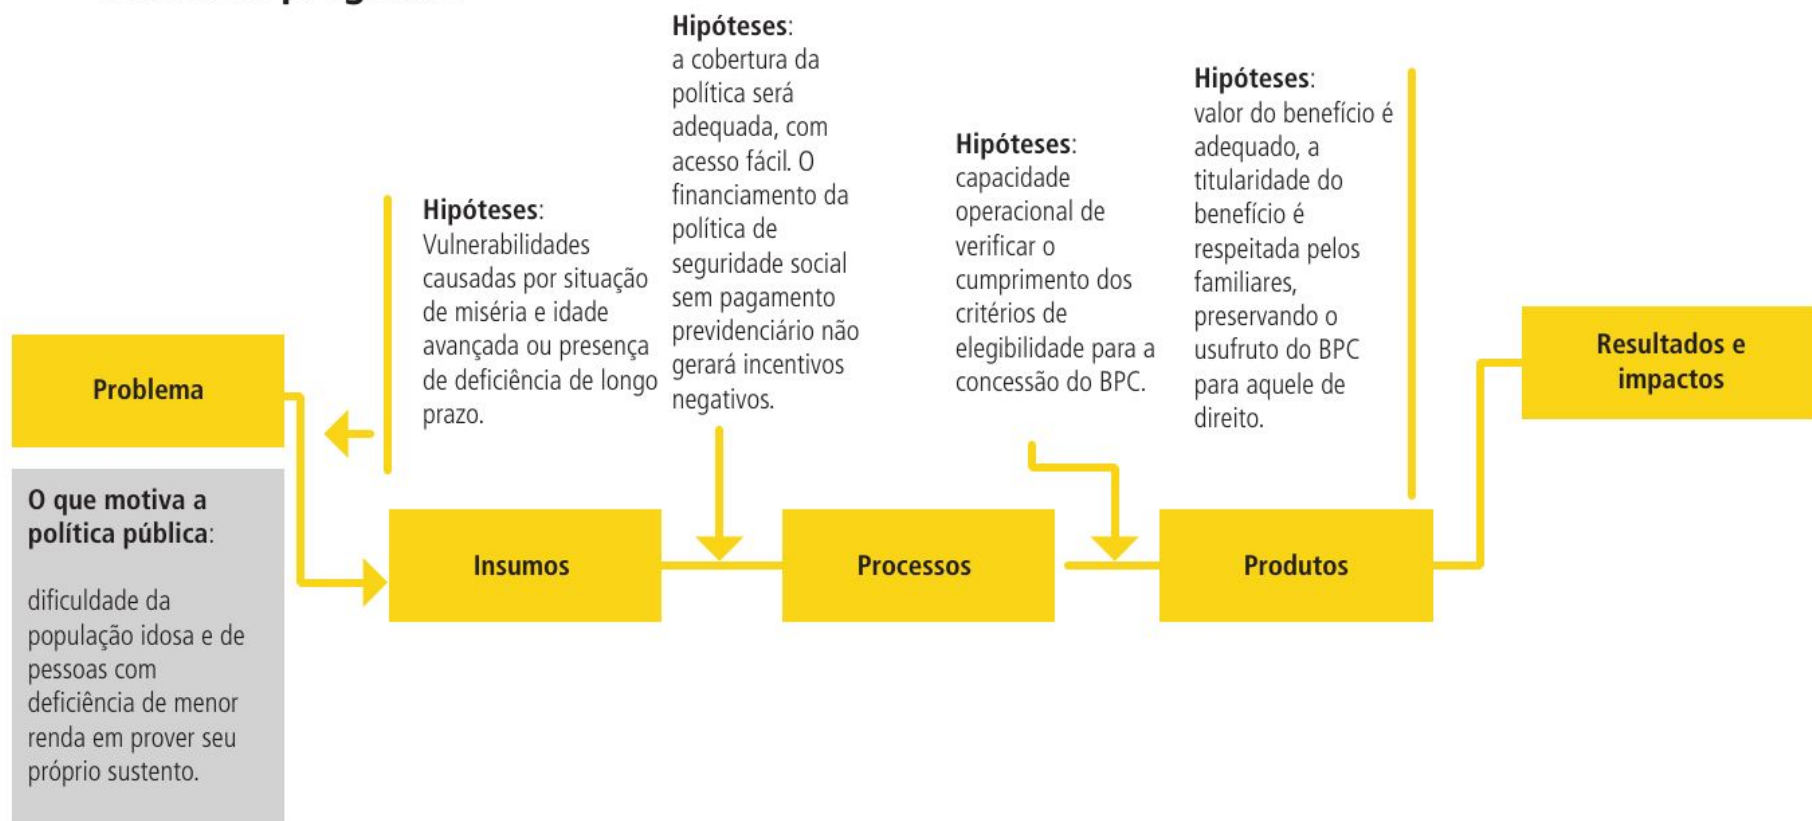 Problema
O que motiva a
política pública:
dificuldade da
população idosa e de
pessoas com
deficiência de menor
renda em prover seu
próprio sustento.
Hipóteses:
Vulnerabilidades
causadas por situação
de miséria e idade
avançada ou presença
de deficiência de longo
prazo.
Insumos
Hipóteses:
a cobertura da
política será
adequada, com
acesso fácil. O
financiamento da
política de
seguridade social
sem pagamento
previdenciário não
gerará incentivos
negativos.
Processos
Hipóteses:
capacidade
operacional de
verificar o
cumprimento dos
critérios de
elegibilidade para a
concessão do BPC.
Produtos
Hipóteses:
valor do benefício é
adequado, a
titularidade do
benefício é
respeitada pelos
familiares,
preservando o
usufruto do BPC
para aquele de
direito.
Resultados e
impactos